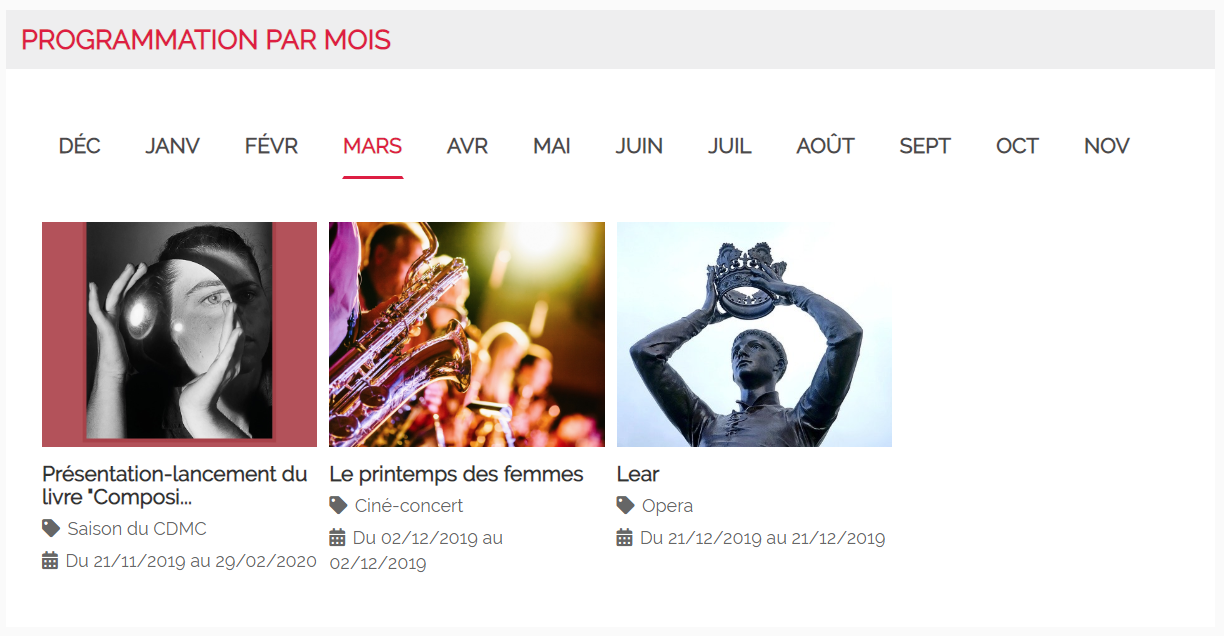 PROGRAMMATION PAR MOIS
DÉC JANV FÉVR MARS AVR MAI JUIN JUIL AOÛT SEPT OCT NOV
Présentation-lancement du
livre "Composi...
Saison du CDMC
Du 21/11/2019 au 29/02/2020
Le printemps des femmes
Ciné-concert
Du 02/12/2019 au
02/12/2019
Lear
Opera
Du 21/12/2019 au 21/12/2019